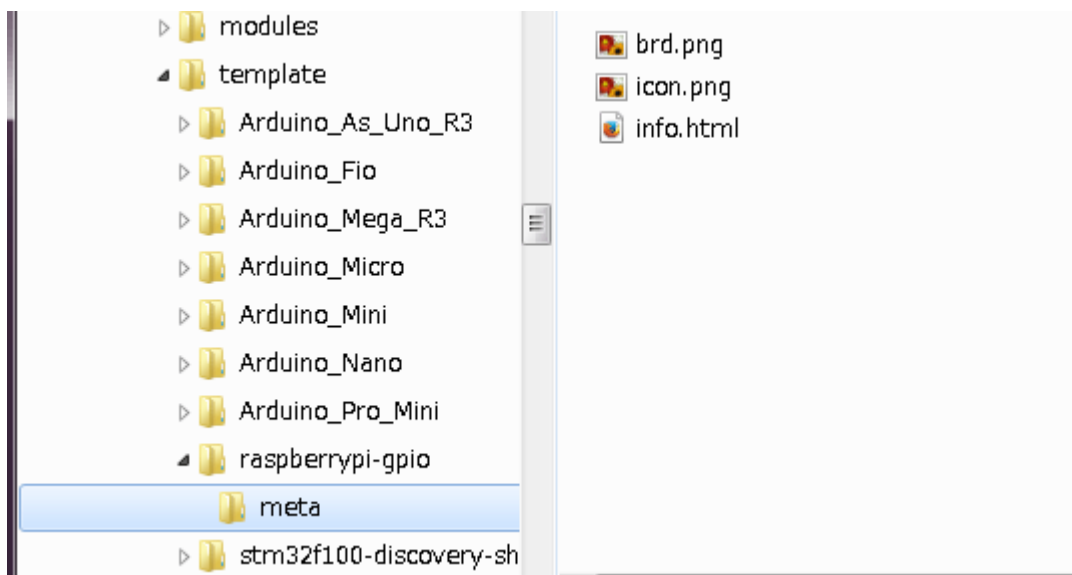 modules
template
Arduino_As_Uno_R3
Arduino_Fio
Arduino_Mega_R3
Arduino_Micro
Arduino_Mini
Arduino_Nano
Arduino_Pro_Mini
raspberrypi-gpio
meta
stm32f100-discovery-sh
brd.png
icon.png
info.html